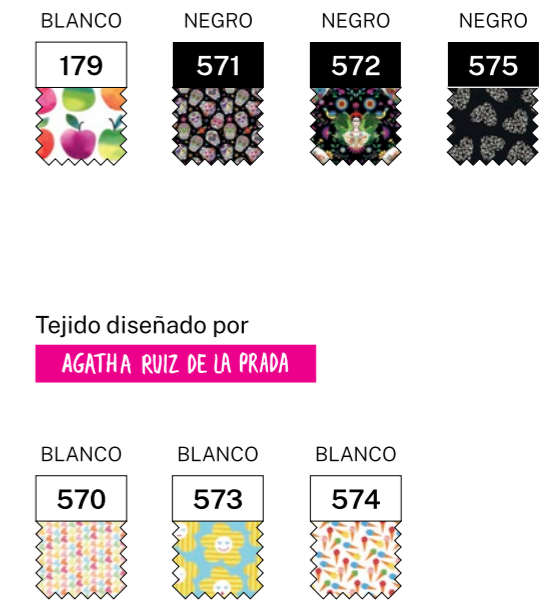 BLANCO NEGRO NEGRO NEGRO
179 571 572 575
Tejido diseñado por
AGATHA RUIZ DE LA PRADA
BLANCO BLANCO BLANCO
570 573 574